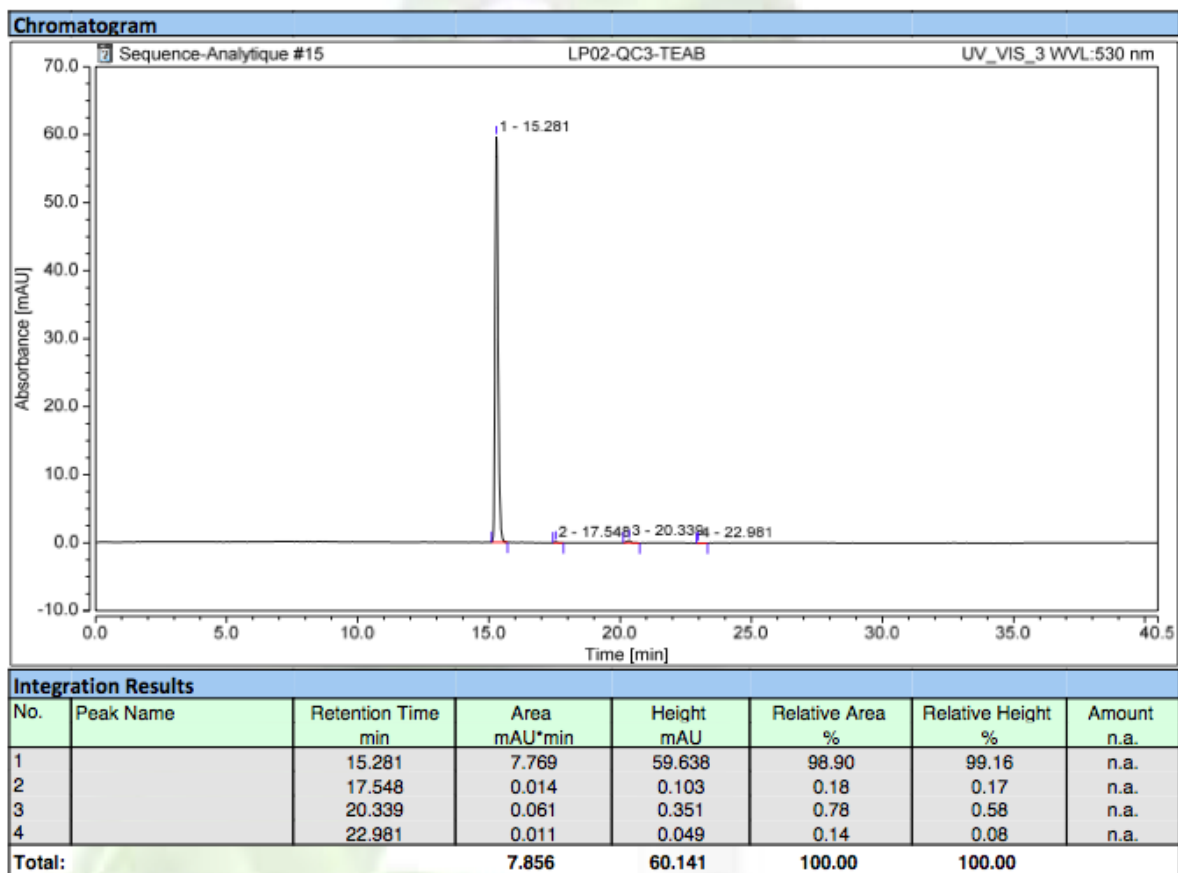 Chromatogram
Sequence-Analytique #15 LP02-QC3-TEAB UV_VIS_3 WVL:530 nm
70.0
60.0
50.0
40.0
30.0
20.0
10.0
0.0
-10.0
Absorbance [mAU]
1 - 15.281
2 - 17.548
3 - 20.339
4 - 22.981
0.0 5.0 10.0 15.0 20.0 25.0 30.0 35.0 40.5
Time [min]
Integration Results
No. Peak Name Retention Time Area Height Relative Area Relative Height Amount
min mAU*min mAU % % n.a.
1 15.281 7.769 59.638 98.90 99.16 n.a.
2 17.548 0.014 0.103 0.18 0.17 n.a.
3 20.339 0.061 0.351 0.78 0.58 n.a.
4 22.981 0.011 0.049 0.14 0.08 n.a.
Total: 7.856 60.141 100.00 100.00